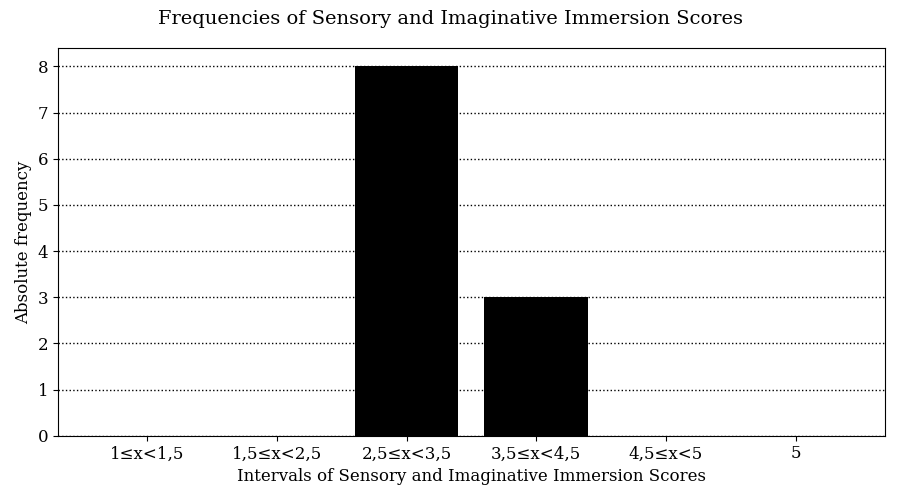 Frequencies of Sensory and Imaginative Immersion Scores
Absolute frequency
8
7
6
5
4
3
2
1
0
1≤x<1,5 1,5≤x<2,5 2,5≤x<3,5 3,5≤x<4,5 4,5≤x<5 5
Intervals of Sensory and Imaginative Immersion Scores